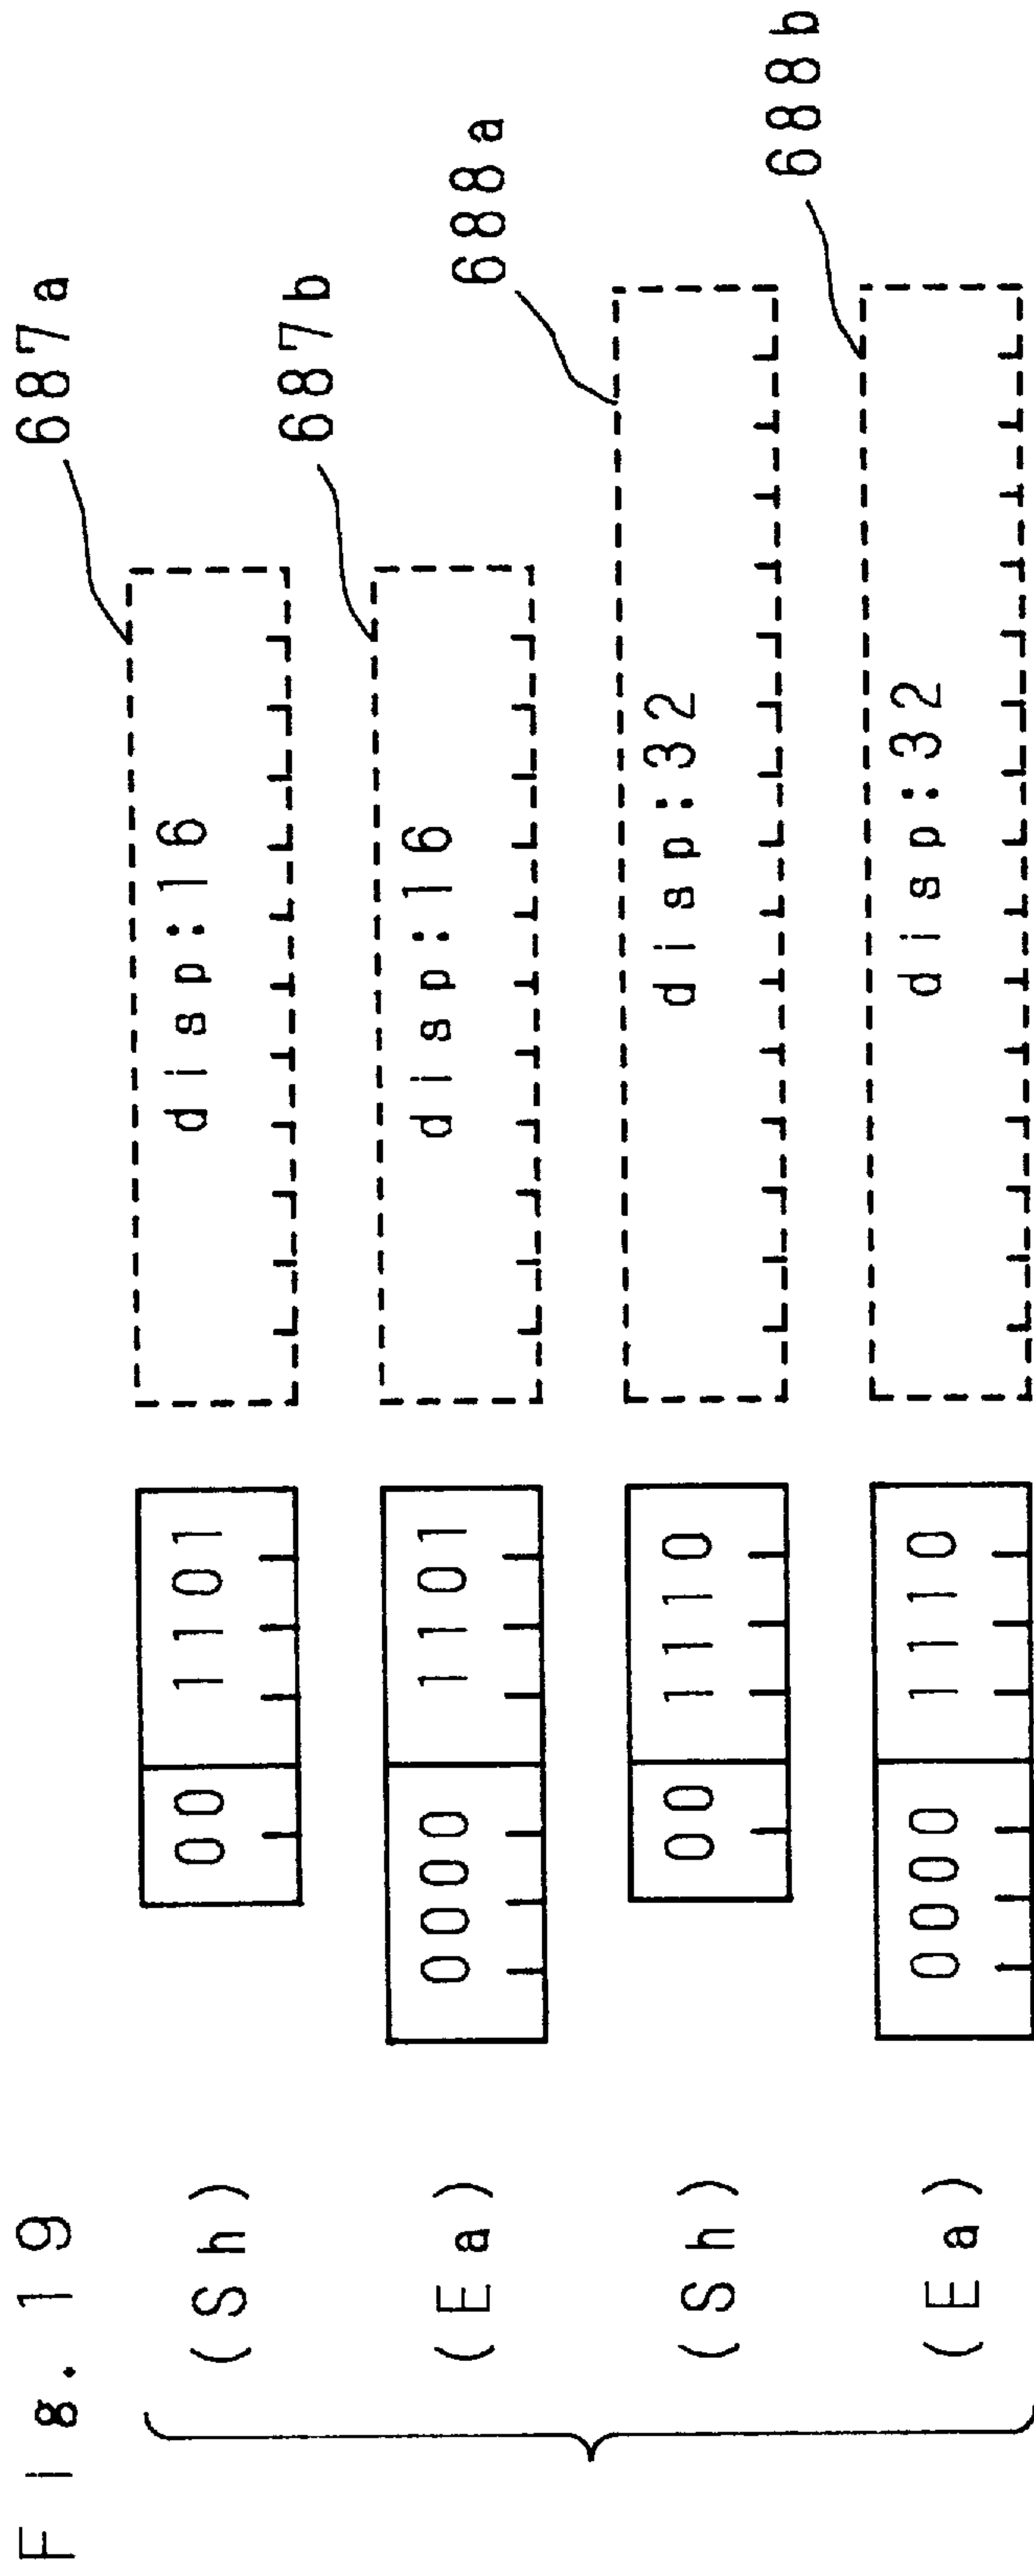 Fig. 19
687a
(Sh) 00 1101 disp:16
687b
(Ea) 0000 1101 disp:16
688a
(Sh) 00 1110 disp:32
688b
(Ea) 0000 1110 disp:32